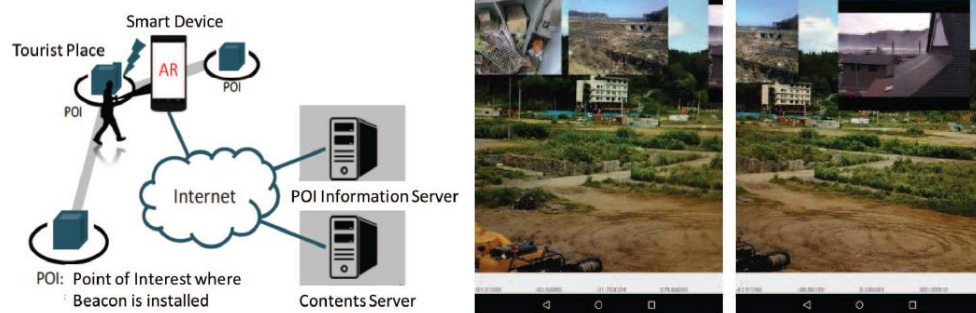 Smart Device
Tourist Place
AR
POI
POI
Internet
POI Information Server
POI: Point of Interest where
Beacon is installed
Contents Server